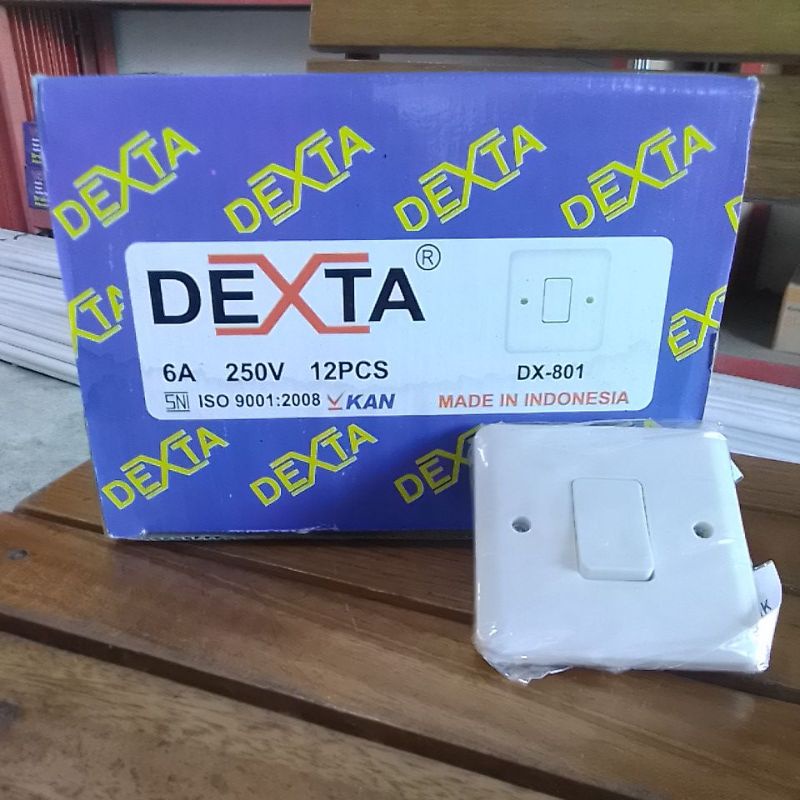 DEXTA DEXTA DEXTA DEXTA
DEXTA®
6A 250V 12PCS
DX-801
SNI ISO 9001:2008 KAN
MADE IN INDONESIA
DEXTA DEXTA DEXTA